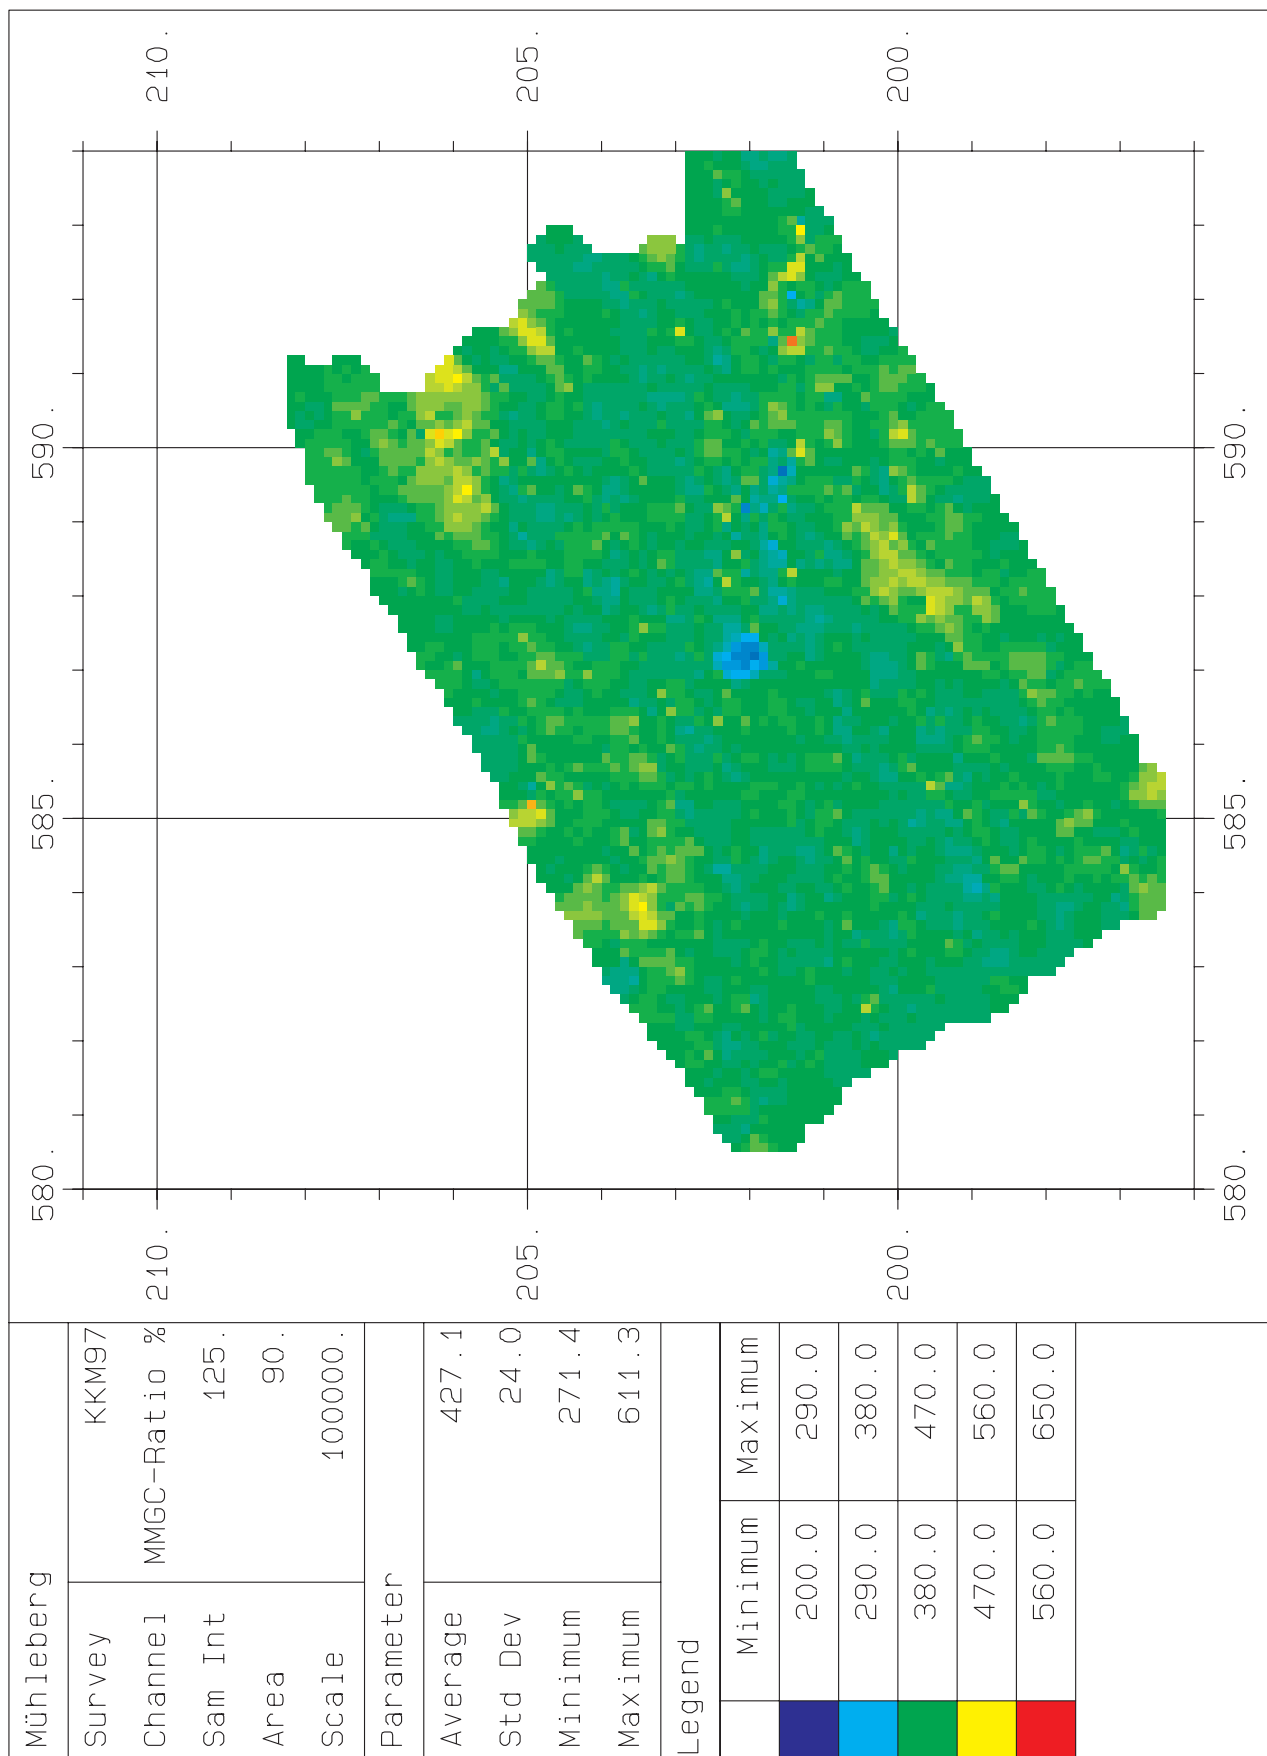 Mühleberg
Survey KKM97
Channel MMGC-Ratio %
Sam Int 125.
Area 90.
Scale 100000.
Parameter
Average 427.1
Std Dev 24.0
Minimum 271.4
Maximum 611.3
Legend
Minimum Maximum
200.0 290.0
290.0 380.0
380.0 470.0
470.0 560.0
560.0 650.0
580. 585. 590.
210. 210.
205. 205.
200. 200.
580. 585. 590.